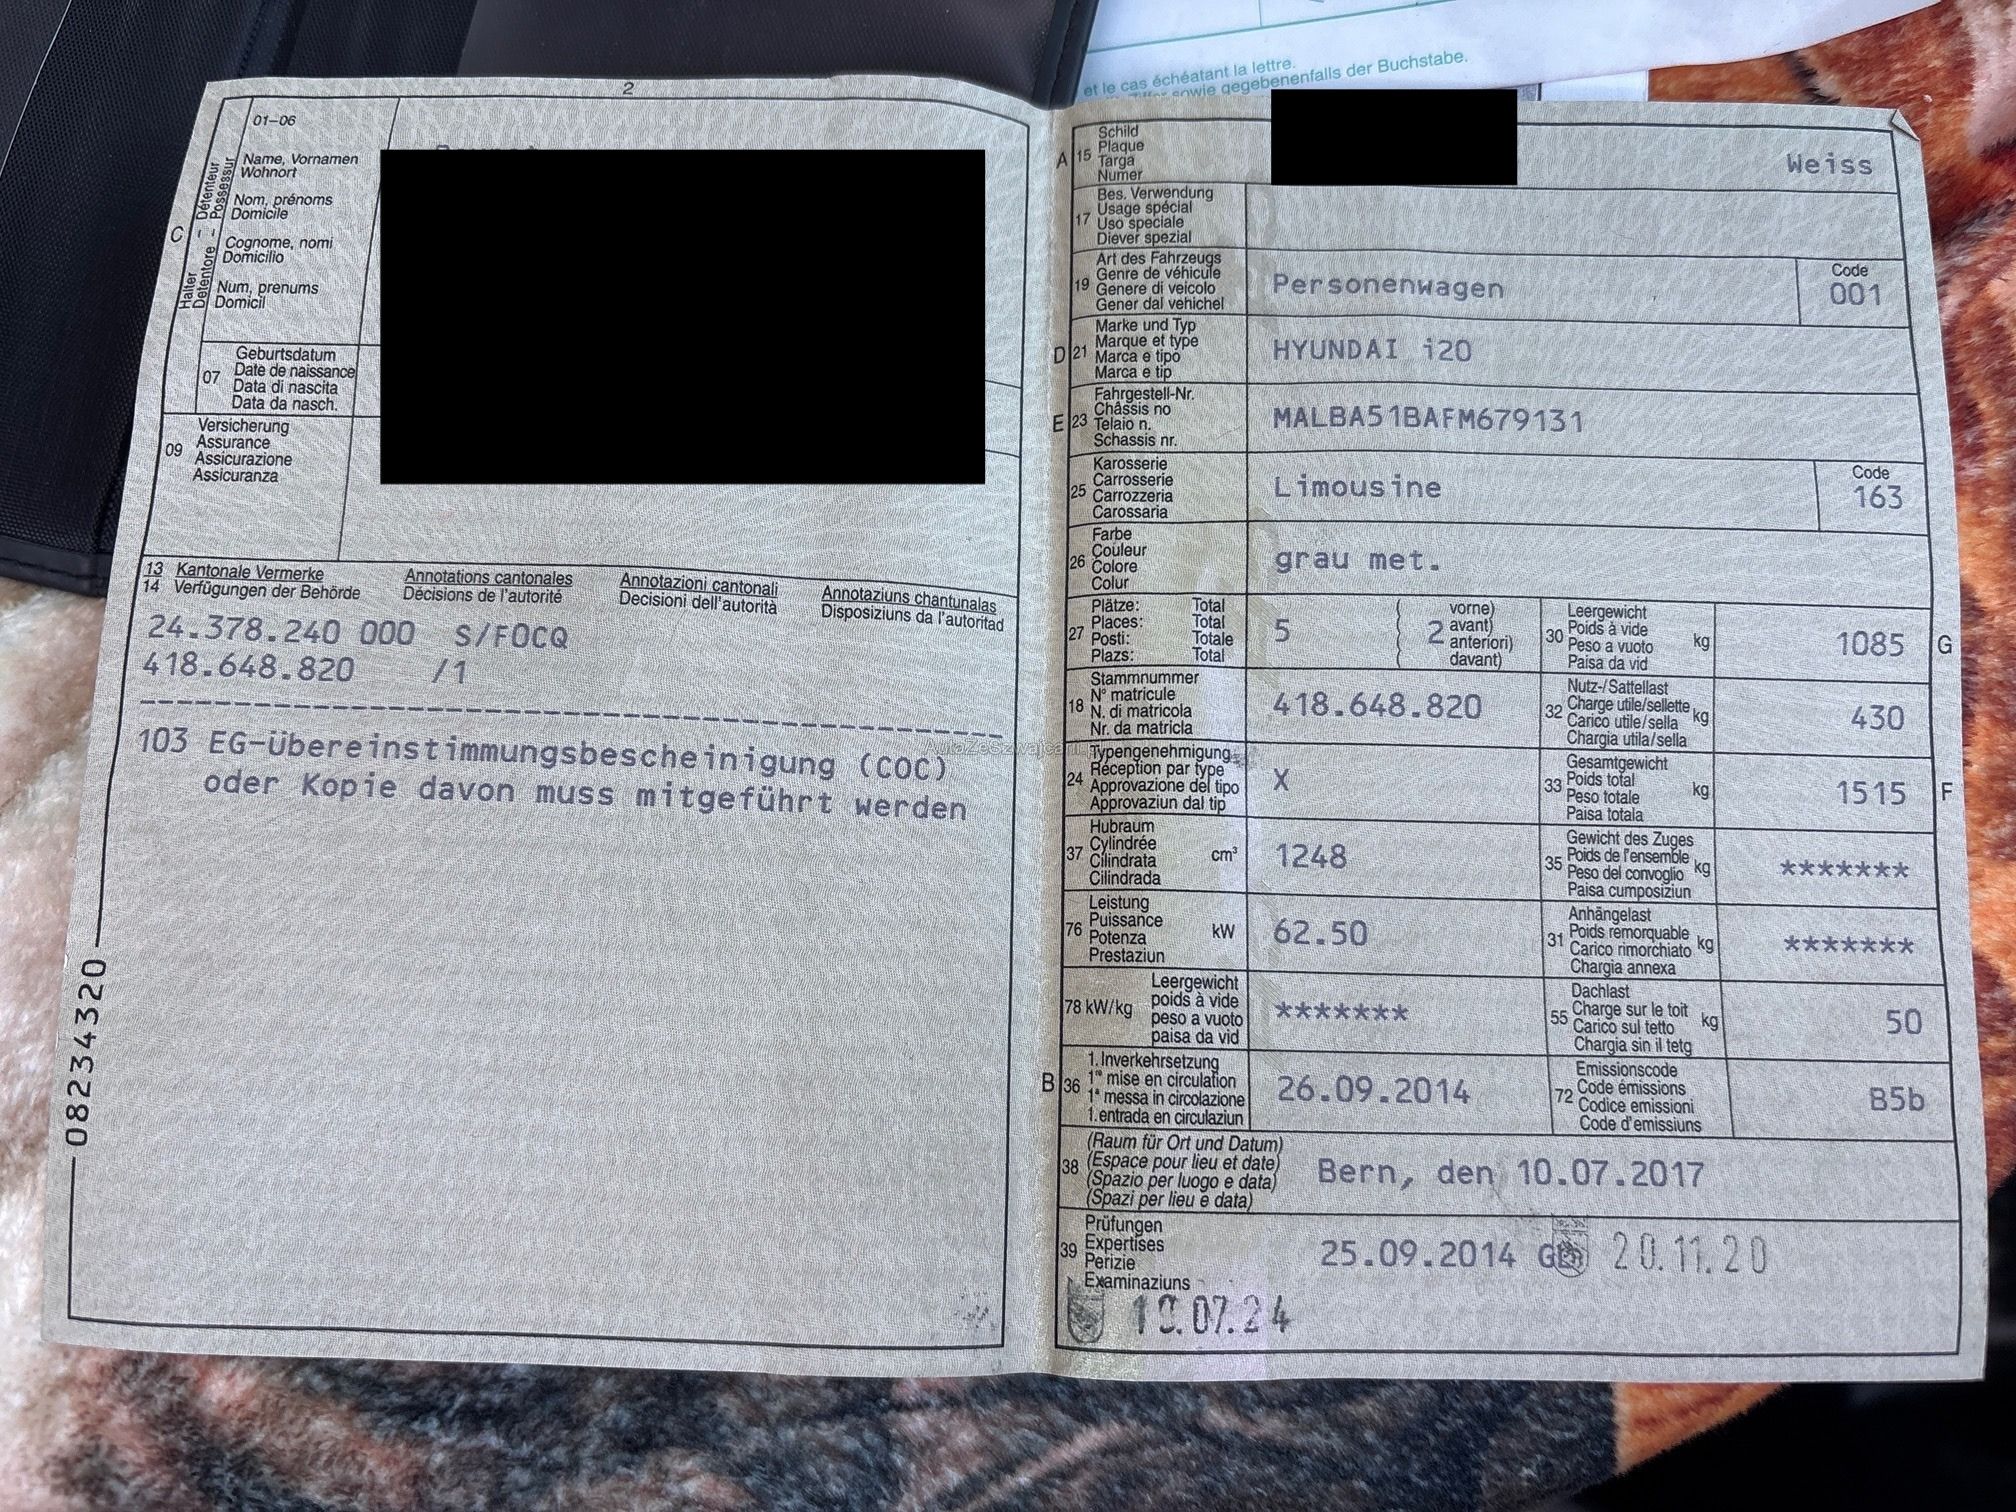 et le cas échéatant la lettre.
sowie gegebenenfalls der Buchstabe.
2
01–06
C
Halter – Détenteur
Detentore – Possessur
Name, Vornamen
Wohnort
Nom, prénoms
Domicile
Cognome, nomi
Domicilio
Num, prenums
Domicil
07
Geburtsdatum
Date de naissance
Data di nascita
Data da nasch.
09
Versicherung
Assurance
Assicurazione
Assicuranza
13 Kantonale Vermerke Annotations cantonales Annotazioni cantonali Annotaziuns chantunalas
14 Verfügungen der Behörde Décisions de l'autorité Decisioni dell'autorità Disposiziuns da l'autoritad
24.378.240 000 S/FOCQ
418.648.820 /1
103 EG-Übereinstimmungsbescheinigung (COC)
oder Kopie davon muss mitgeführt werden
08234320
A 15
Schild
Plaque
Targa
Numer
Weiss
17
Bes. Verwendung
Usage spécial
Uso speciale
Diever spezial
19
Art des Fahrzeugs
Genre de véhicule
Genere di veicolo
Gener dal vehichel
Personenwagen
Code
001
D 21
Marke und Typ
Marque et type
Marca e tipo
Marca e tip
HYUNDAI i20
E 23
Fahrgestell-Nr.
Châssis no
Telaio n.
Schassis nr.
MALBA51BAFM679131
25
Karosserie
Carrosserie
Carrozzeria
Carossaria
Limousine
Code
163
26
Farbe
Couleur
Colore
Colur
grau met.
27
Plätze: Total
Places: Total
Posti: Totale
Plazs: Total
5
2
vorne)
avant)
anteriori)
davant)
30
Leergewicht
Poids à vide
Peso a vuoto
Paisa da vid
kg
1085
G
18
Stammnummer
N° matricule
N. di matricola
Nr. da matricla
418.648.820
32
Nutz-/Sattellast
Charge utile/sellette
Carico utile/sella
Chargia utila/sella
kg
430
24
Typengenehmigung
Réception par type
Approvazione del tipo
Approvaziun dal tip
X
33
Gesamtgewicht
Poids total
Peso totale
Paisa totala
kg
1515
F
37
Hubraum
Cylindrée
Cilindrata
Cilindrada
cm³
1248
35
Gewicht des Zuges
Poids de l'ensemble
Peso del convoglio
Paisa cumposiziun
kg
*******
76
Leistung
Puissance
Potenza
Prestaziun
kW
62.50
31
Anhängelast
Poids remorquable
Carico rimorchiato
Chargia annexa
kg
*******
78 kW/kg
Leergewicht
poids à vide
peso a vuoto
paisa da vid
*******
55
Dachlast
Charge sur le toit
Carico sul tetto
Chargia sin il tetg
kg
50
B 36
1. Inverkehrsetzung
1re mise en circulation
1a messa in circolazione
1. entrada en circulaziun
26.09.2014
72
Emissionscode
Code émissions
Codice emissioni
Code d'emissiuns
B5b
38
(Raum für Ort und Datum)
(Espace pour lieu et date)
(Spazio per luogo e data)
(Spazi per lieu e data)
Bern, den 10.07.2017
39
Prüfungen
Expertises
Perizie
Examinaziuns
25.09.2014
20.11.20
07.24